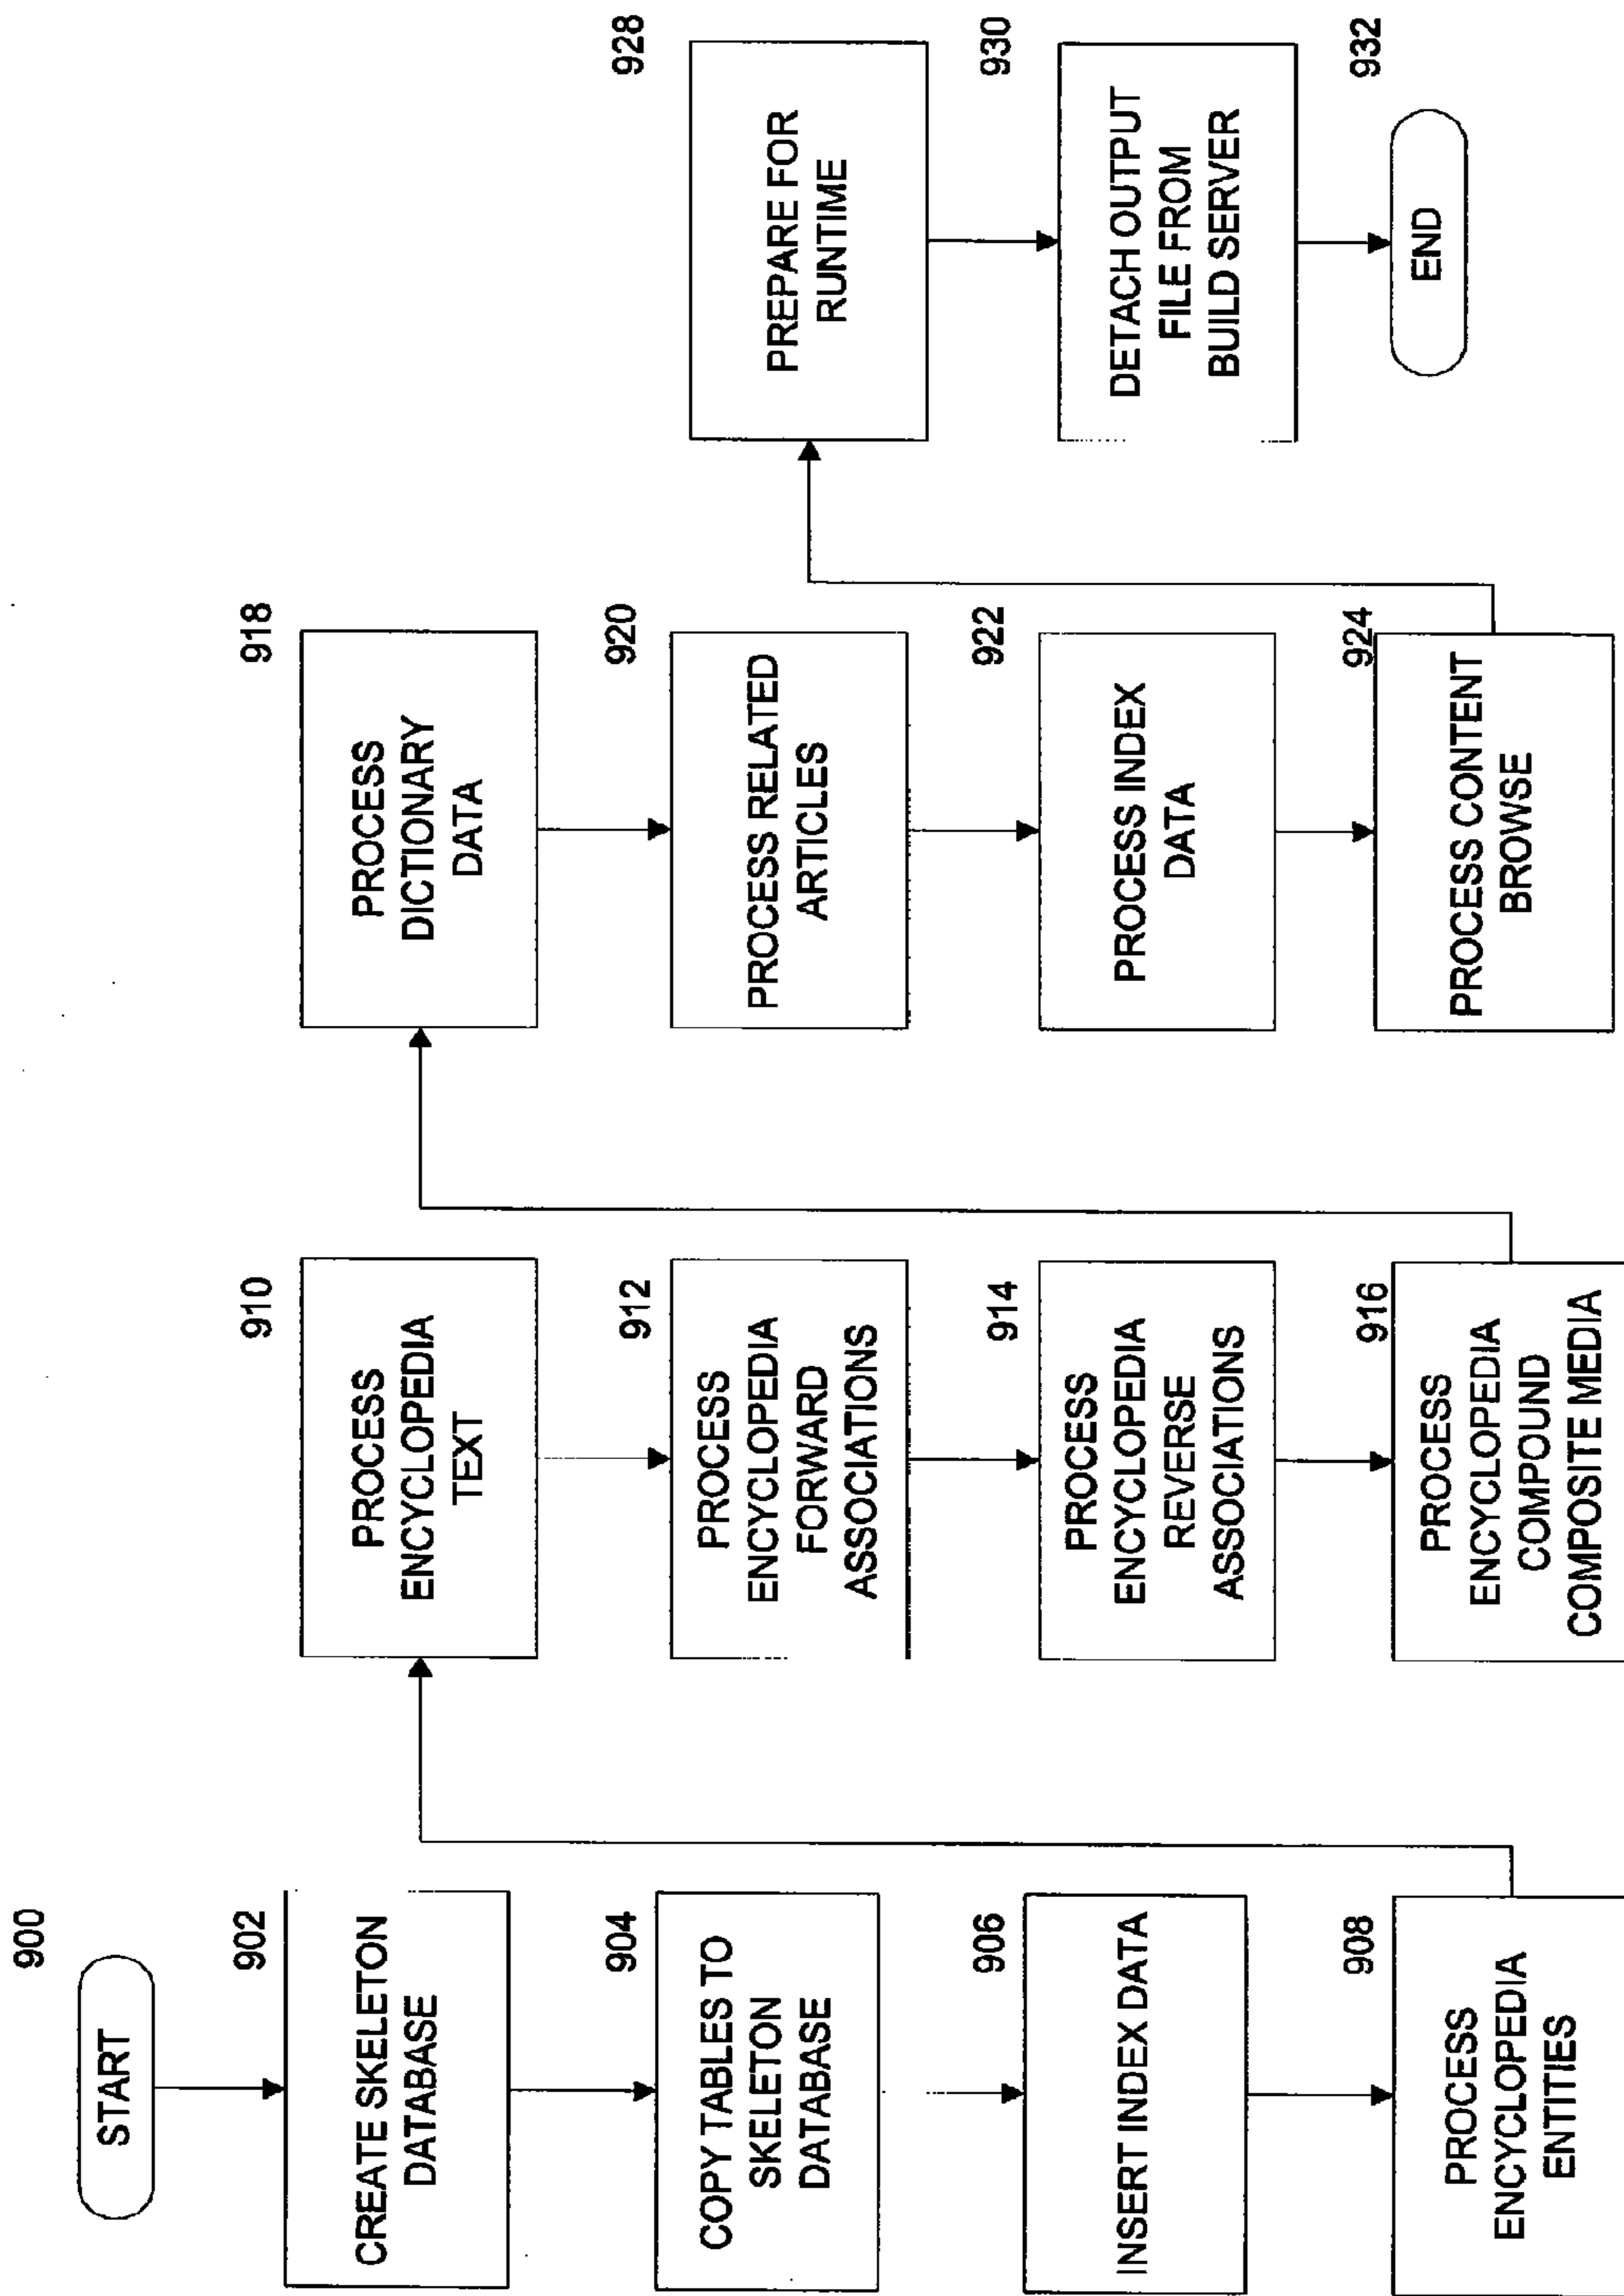 900
START
902
CREATE SKELETON
DATABASE
904
COPY TABLES TO
SKELETON
DATABASE
906
INSERT INDEX DATA
908
PROCESS
ENCYCLOPEDIA
ENTITIES
910
PROCESS
ENCYCLOPEDIA
TEXT
912
PROCESS
ENCYCLOPEDIA
FORWARD
ASSOCIATIONS
914
PROCESS
ENCYCLOPEDIA
REVERSE
ASSOCIATIONS
916
PROCESS
ENCYCLOPEDIA
COMPOUND
COMPOSITE MEDIA
918
PROCESS
DICTIONARY
DATA
920
PROCESS RELATED
ARTICLES
922
PROCESS INDEX
DATA
924
PROCESS CONTENT
BROWSE
928
PREPARE FOR
RUNTIME
930
DETACH OUTPUT
FILE FROM
BUILD SERVER
932
END